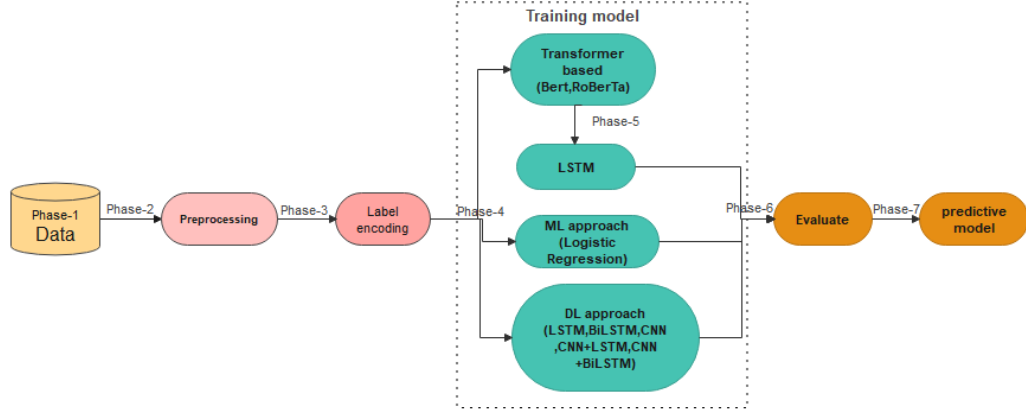 Training model
Transformer
based
(Bert,RoBerTa)
Phase-5
LSTM
Phase-1
Data
Phase-2
Preprocessing
Phase-3
Label
encoding
Phase-4
ML approach
(Logistic
Regression)
DL approach
(LSTM,BiLSTM,CNN
,CNN+LSTM,CNN
+BiLSTM)
Phase-6
Evaluate
Phase-7
predictive
model